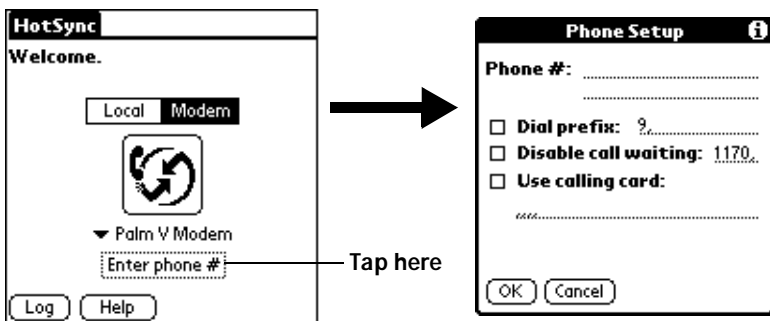 HotSync
Welcome.
Local Modem
Palm V Modem
Enter phone #
Tap here
Log Help
Phone Setup
Phone #:
Dial prefix: 9,
Disable call waiting: 1170,
Use calling card:
,,,,
OK Cancel